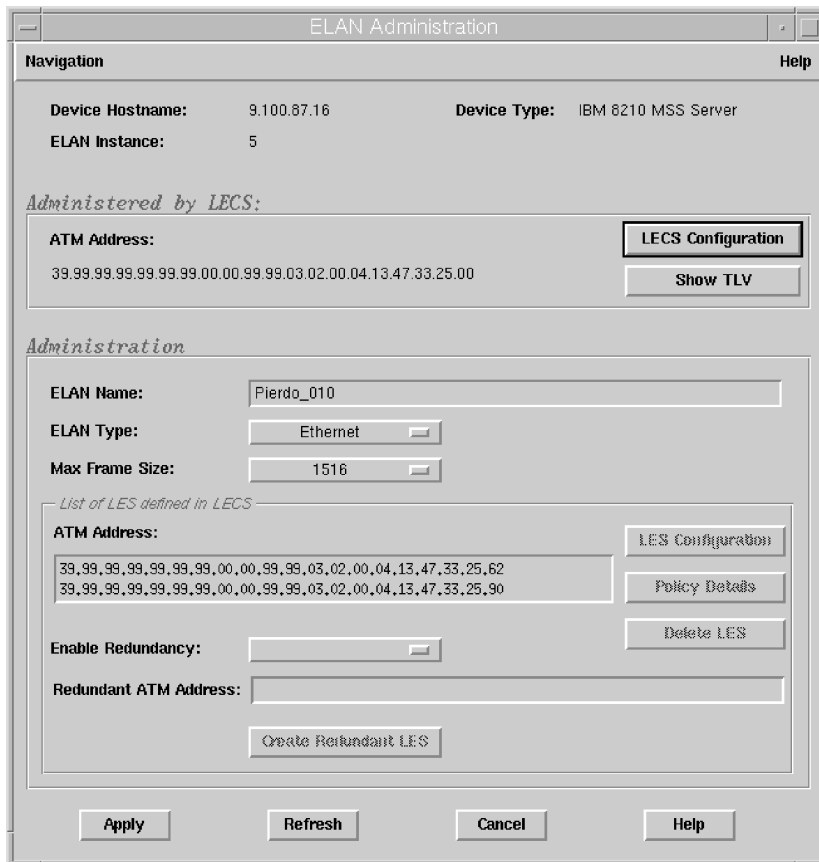 ELAN Administration
Navigation Help
Device Hostname: 9.100.87.16 Device Type: IBM 8210 MSS Server
ELAN Instance: 5
Administered by LECS:
ATM Address: LECS Configuration
39.99.99.99.99.99.99.00.00.99.99.03.02.00.04.13.47.33.25.00 Show TLV
Administration
ELAN Name: Pierdo_010
ELAN Type: Ethernet
Max Frame Size: 1516
List of LES defined in LECS
ATM Address: LES Configuration
39.99.99.99.99.99.99.00.00.99.99.03.02.00.04.13.47.33.25.62
39.99.99.99.99.99.99.00.00.99.99.03.02.00.04.13.47.33.25.90 Policy Details
Delete LES
Enable Redundancy:
Redundant ATM Address:
Create Redundant LES
Apply Refresh Cancel Help